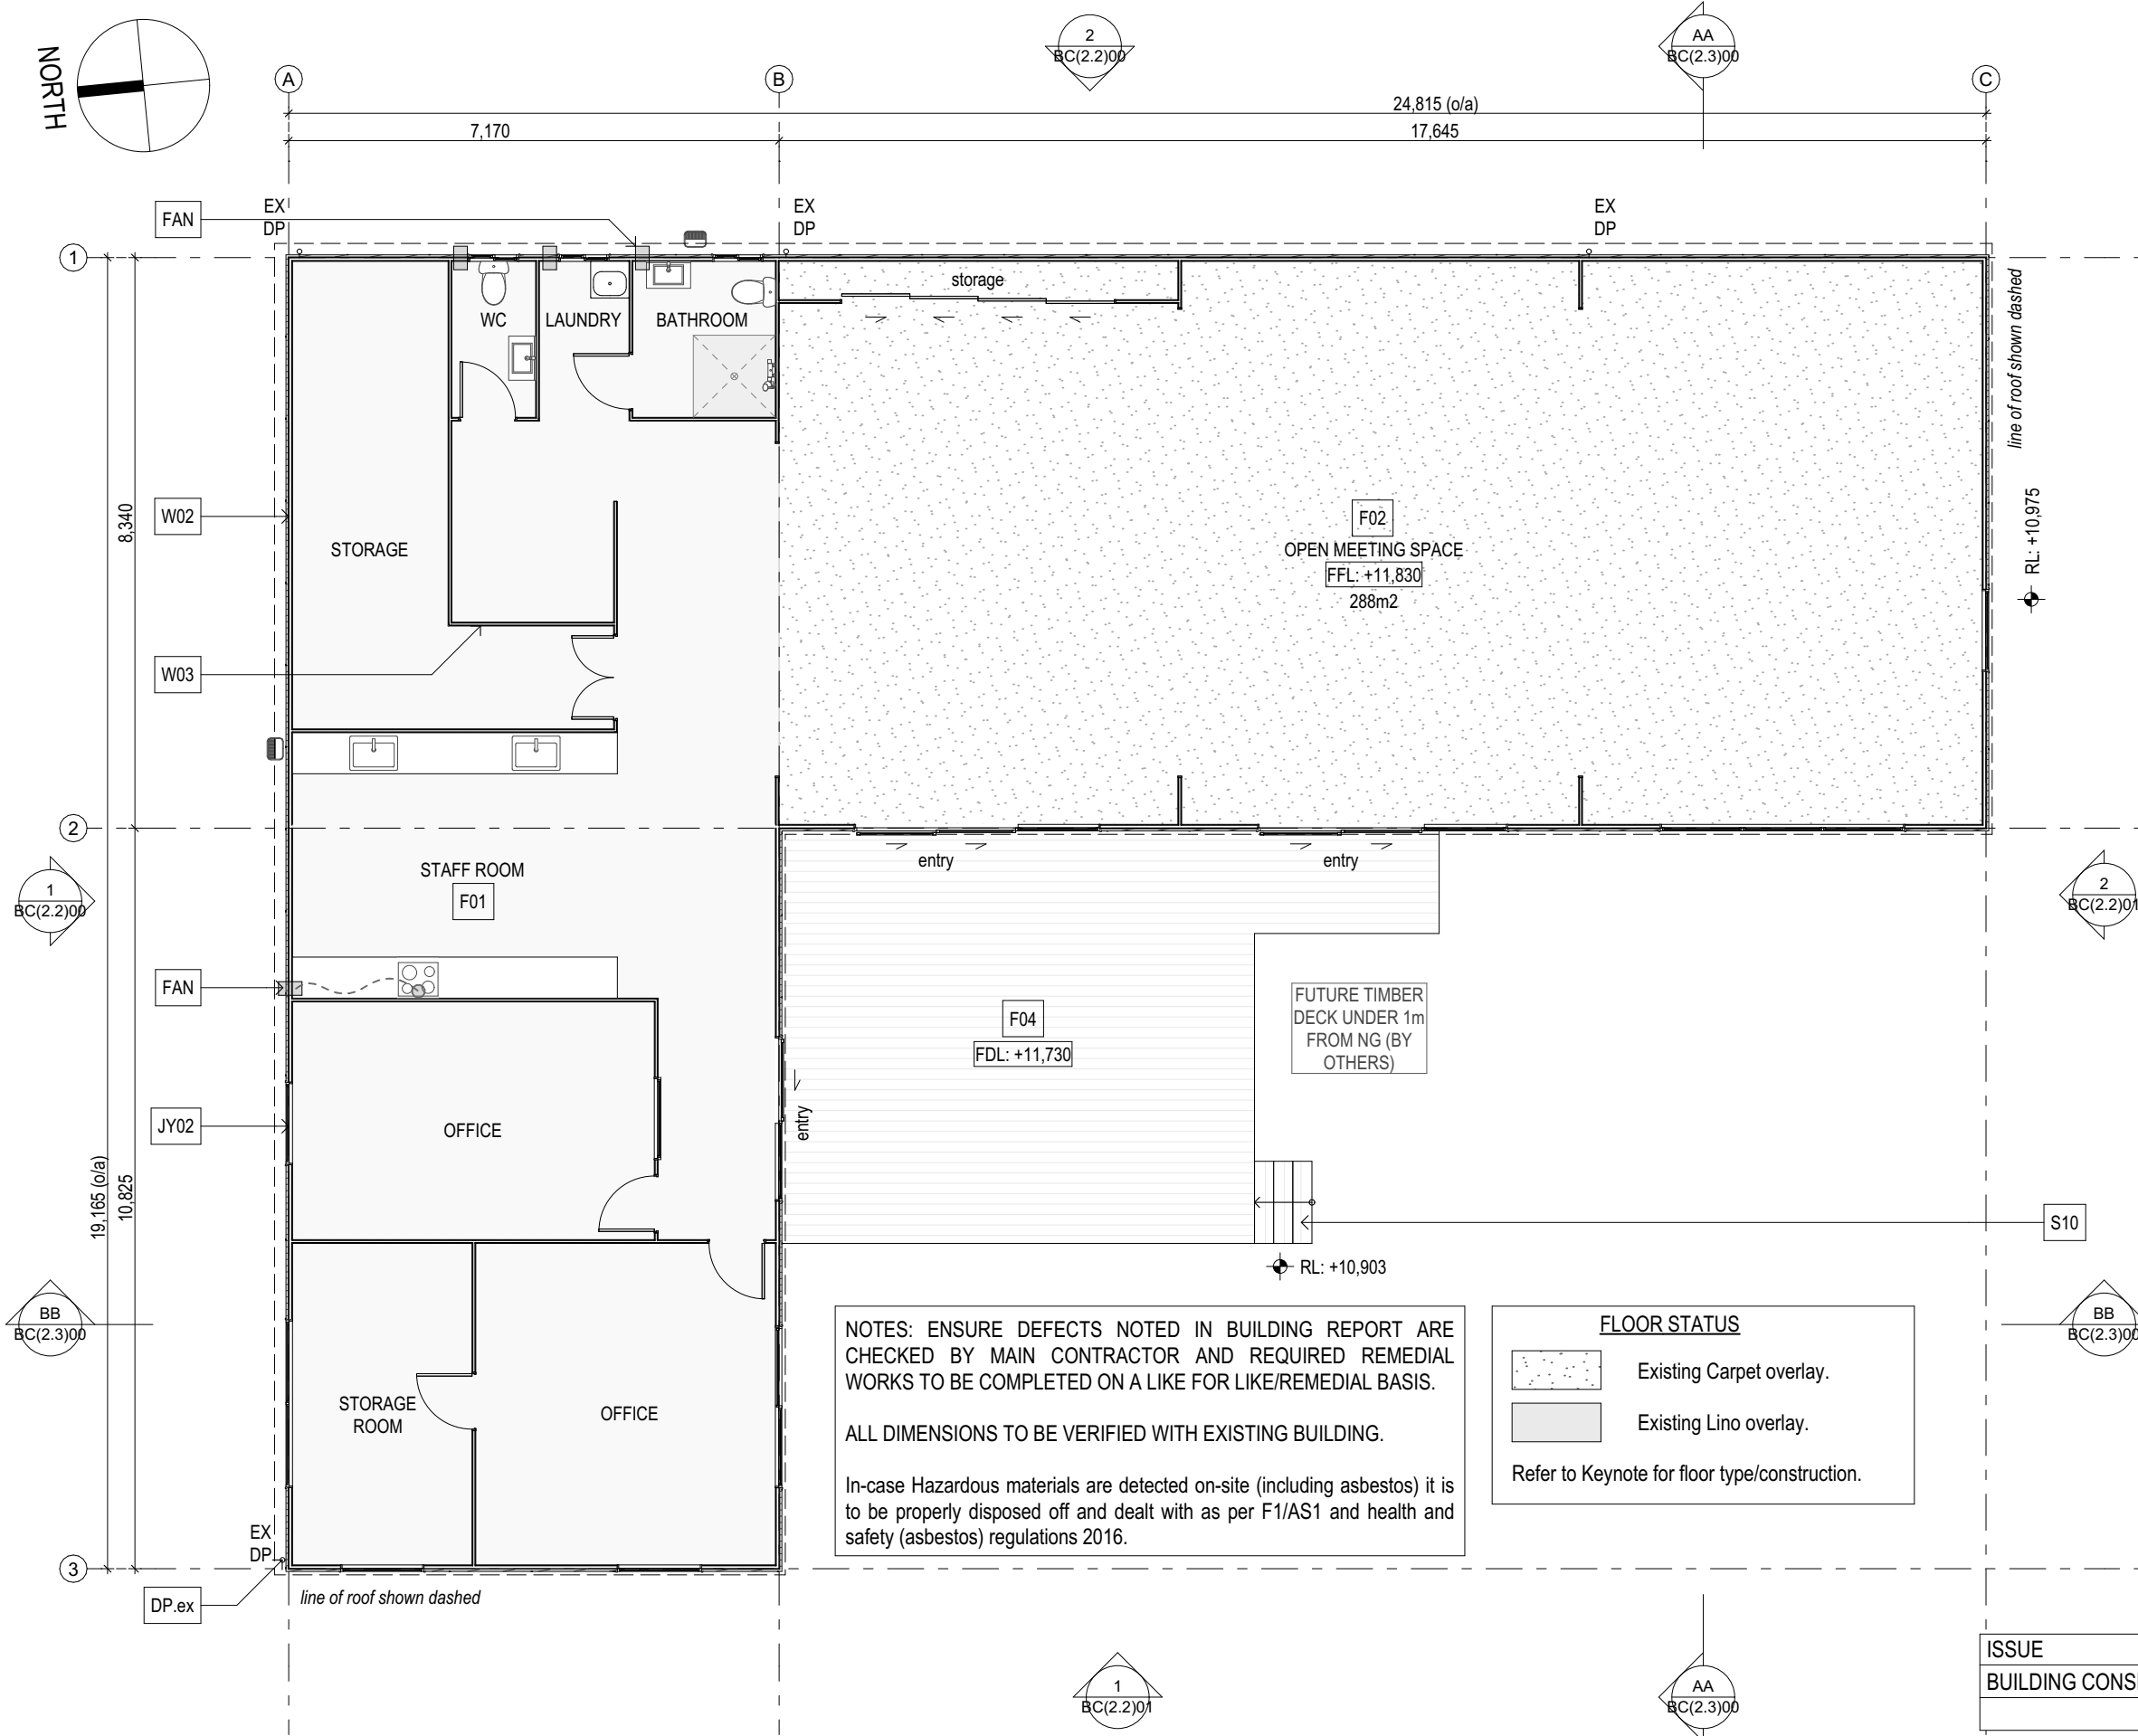 NORTH
2
BC(2.2)00
AA
BC(2.3)00
A
B
C
24,815 (o/a)
7,170
17,645
FAN
EX
DP
EX
DP
EX
DP
1
storage
WC
LAUNDRY
BATHROOM
line of roof shown dashed
8,340
W02
STORAGE
F02
OPEN MEETING SPACE
FFL: +11,830
288m2
RL: +10,975
W03
2
entry
entry
STAFF ROOM
F01
1
BC(2.2)00
2
BC(2.2)01
FAN
F04
FDL: +11,730
FUTURE TIMBER
DECK UNDER 1m
FROM NG (BY
OTHERS)
JY02
OFFICE
entry
19,165 (o/a)
10,825
S10
RL: +10,903
BB
BC(2.3)00
BB
BC(2.3)00
NOTES: ENSURE DEFECTS NOTED IN BUILDING REPORT ARE
CHECKED BY MAIN CONTRACTOR AND REQUIRED REMEDIAL
WORKS TO BE COMPLETED ON A LIKE FOR LIKE/REMEDIAL BASIS.
ALL DIMENSIONS TO BE VERIFIED WITH EXISTING BUILDING.
In-case Hazardous materials are detected on-site (including asbestos) it is
to be properly disposed off and dealt with as per F1/AS1 and health and
safety (asbestos) regulations 2016.
FLOOR STATUS
Existing Carpet overlay.
Existing Lino overlay.
Refer to Keynote for floor type/construction.
STORAGE
ROOM
OFFICE
EX
DP
3
DP.ex
line of roof shown dashed
1
BC(2.2)01
AA
BC(2.3)00
ISSUE
BUILDING